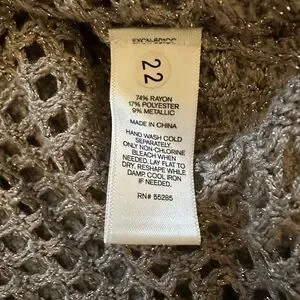 22
74% RAYON
17% POLYESTER
9% METALLIC
MADE IN CHINA
HAND WASH COLD
SEPARATELY.
ONLY NON-CHLORINE
BLEACH WHEN
NEEDED, LAY FLAT TO
DRY, RESHAPE WHILE
DAMP. COOL IRON
IF NEEDED.
RN# 55285